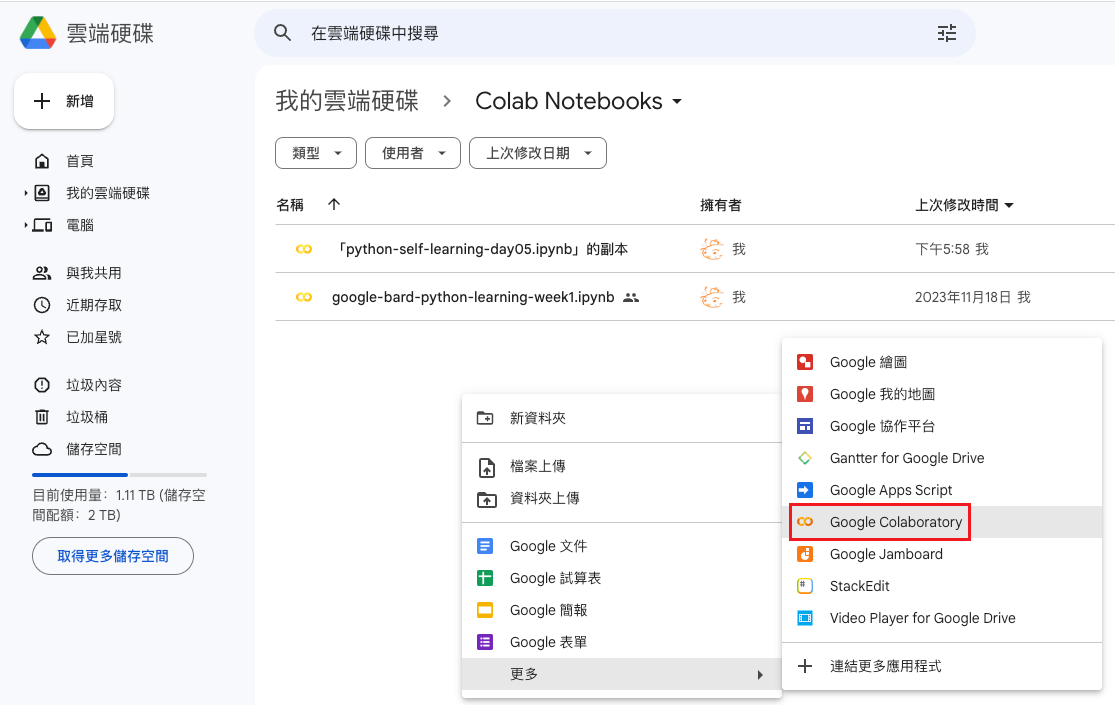 雲端硬碟
在雲端硬碟中搜尋
新增
首頁
我的雲端硬碟
電腦
與我共用
近期存取
已加星號
垃圾內容
垃圾桶
儲存空間
目前使用量：1.11 TB (儲存空
間配額：2 TB)
取得更多儲存空間
我的雲端硬碟 > Colab Notebooks
類型 使用者 上次修改日期
名稱 擁有者 上次修改時間
「python-self-learning-day05.ipynb」的副本 我 下午5:58 我
google-bard-python-learning-week1.ipynb 我 2023年11月18日 我
新資料夾
檔案上傳
資料夾上傳
Google 文件
Google 試算表
Google 簡報
Google 表單
更多
Google 繪圖
Google 我的地圖
Google 協作平台
Gantter for Google Drive
Google Apps Script
Google Colaboratory
Google Jamboard
StackEdit
Video Player for Google Drive
連結更多應用程式